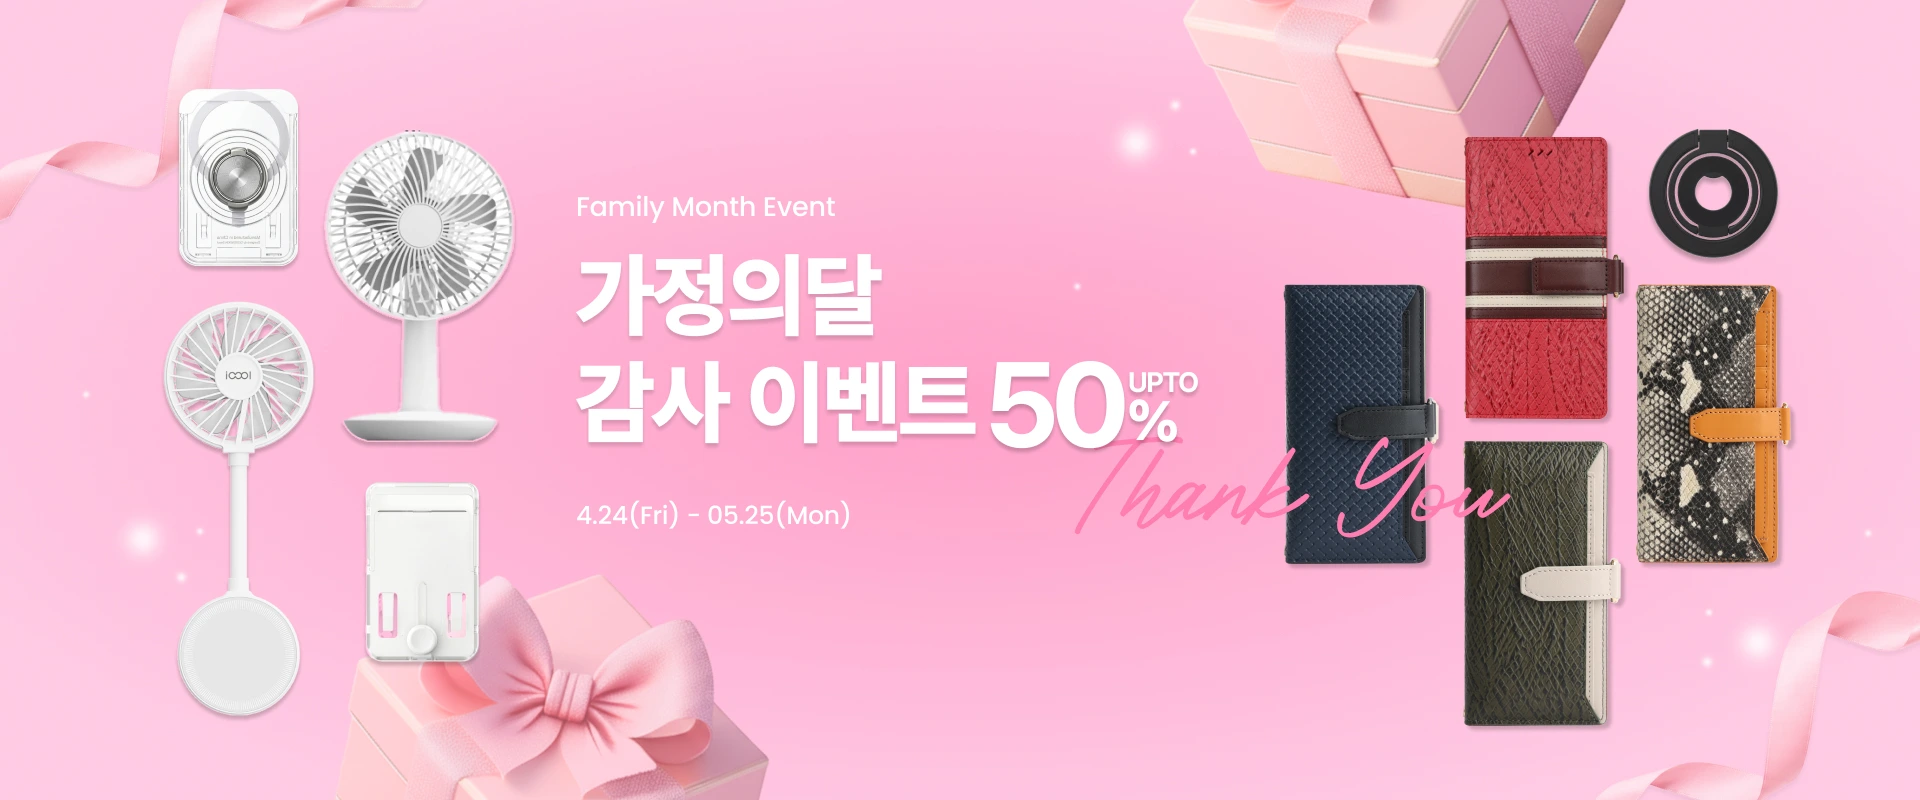 Family Month Event
가정의달
감사 이벤트 50% UPTO
Thank You
4.24(Fri) - 05.25(Mon)
icool